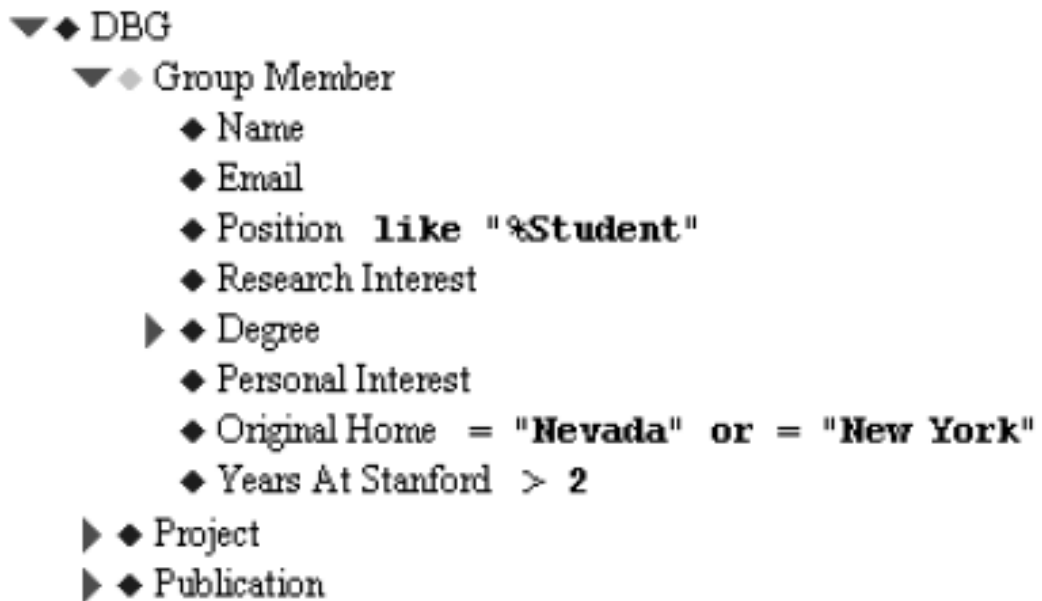 DBG
Group Member
Name
Email
Position like "%Student"
Research Interest
Degree
Personal Interest
Original Home = "Nevada" or = "New York"
Years At Stanford > 2
Project
Publication